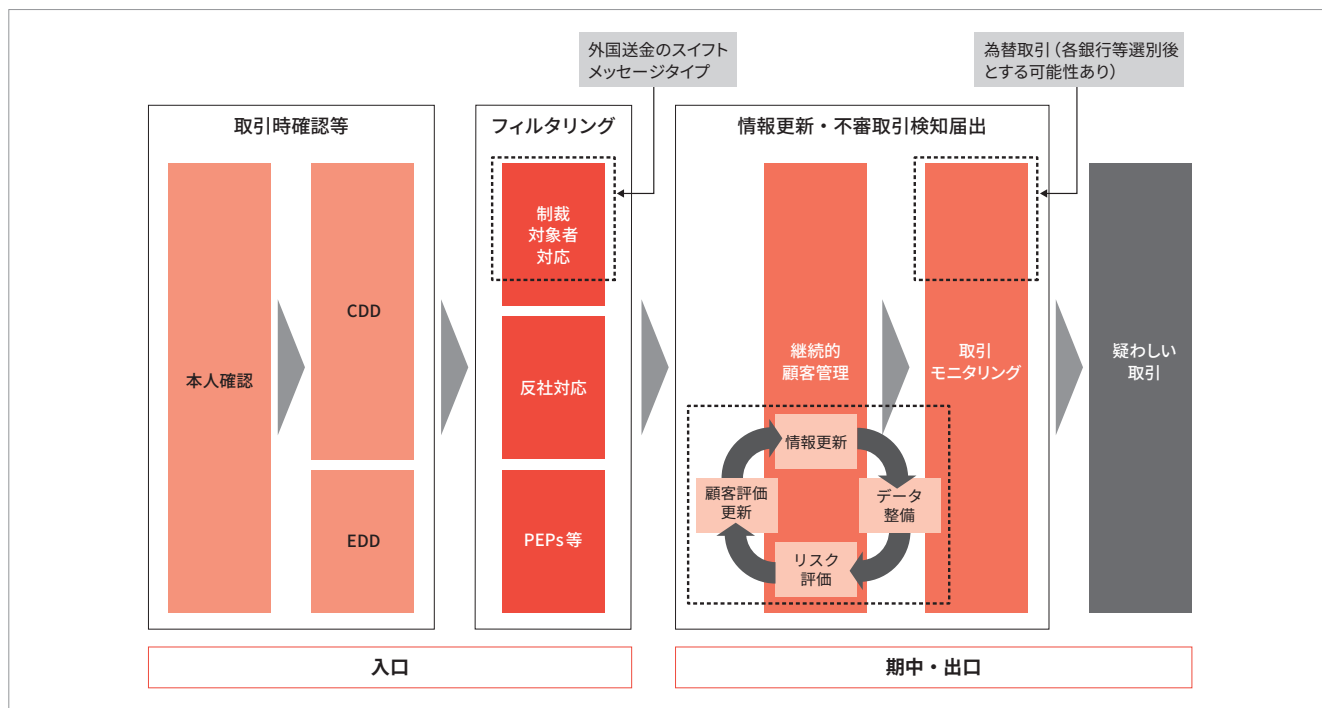 外国送金のスイフト
メッセージタイプ
為替取引（各銀行等選別後
とする可能性あり）
取引時確認等
フィルタリング
情報更新・不審取引検知届出
本人確認
CDD
EDD
制裁
対象者
対応
反社対応
PEPs等
継続的
顧客管理
取引
モニタリング
疑わしい
取引
情報更新
データ
整備
リスク
評価
顧客評価
更新
入口
期中・出口